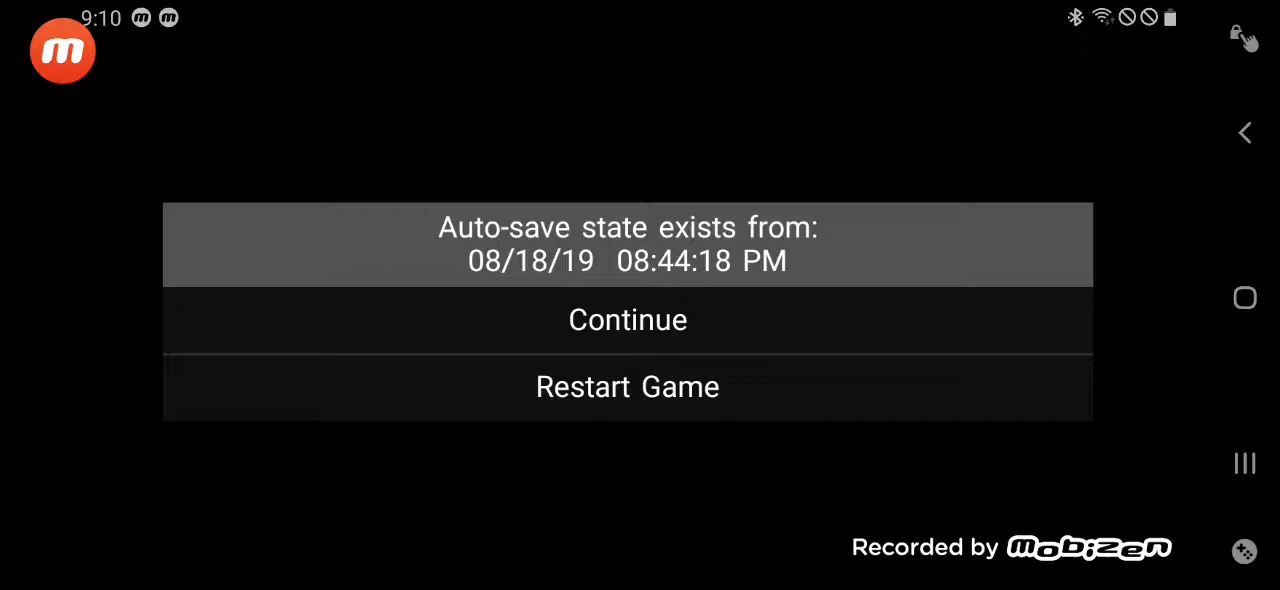 9:10
Auto-save state exists from:
08/18/19 08:44:18 PM
Continue
Restart Game
Recorded by mobizen